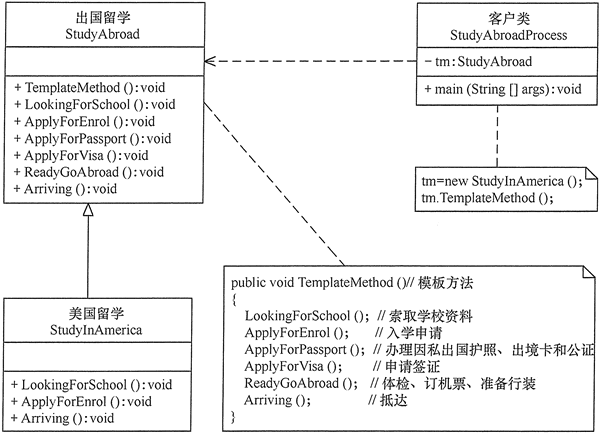 出国留学
StudyAbroad
+ TemplateMethod ():void
+ LookingForSchool ():void
+ ApplyForEnrol ():void
+ ApplyForPassport ():void
+ ApplyForVisa ():void
+ ReadyGoAbroad ():void
+ Arriving ():void
客户类
StudyAbroadProcess
- tm:StudyAbroad
+ main (String [] args):void
tm=new StudyInAmerica ();
tm.TemplateMethod ();
美国留学
StudyInAmerica
+ LookingForSchool ():void
+ ApplyForEnrol ():void
+ Arriving ():void
public void TemplateMethod ()// 模板方法
{
LookingForSchool (); // 索取学校资料
ApplyForEnrol (); // 入学申请
ApplyForPassport (); // 办理因私出国护照、出境卡和公证
ApplyForVisa (); // 申请签证
ReadyGoAbroad (); // 体检、订机票、准备行装
Arriving (); // 抵达
}